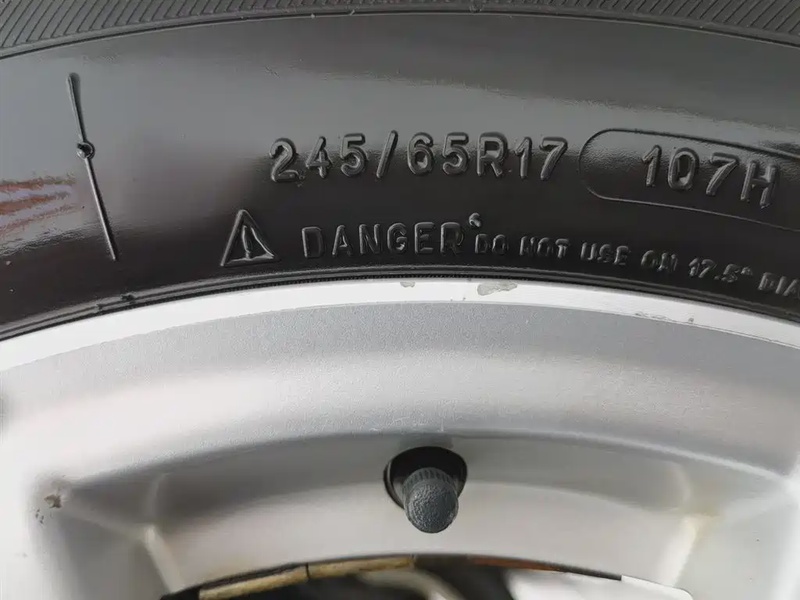 245/65R17 107H
DANGER DO NOT USE ON 17.5" DIA